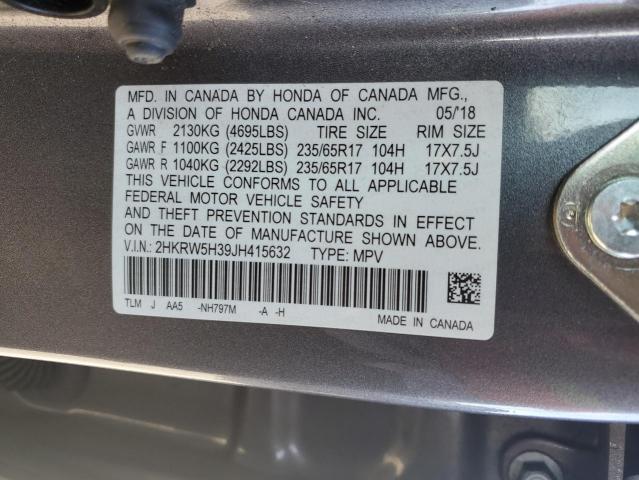 MFD. IN CANADA BY HONDA OF CANADA MFG.,
A DIVISION OF HONDA CANADA INC. 05/'18
GVWR 2130KG (4695LBS) TIRE SIZE RIM SIZE
GAWR F 1100KG (2425LBS) 235/65R17 104H 17X7.5J
GAWR R 1040KG (2292LBS) 235/65R17 104H 17X7.5J
THIS VEHICLE CONFORMS TO ALL APPLICABLE
FEDERAL MOTOR VEHICLE SAFETY
AND THEFT PREVENTION STANDARDS IN EFFECT
ON THE DATE OF MANUFACTURE SHOWN ABOVE.
V.I.N.: 2HKRW5H39JH415632 TYPE: MPV
TLM J AA5 -NH797M -A -H MADE IN CANADA